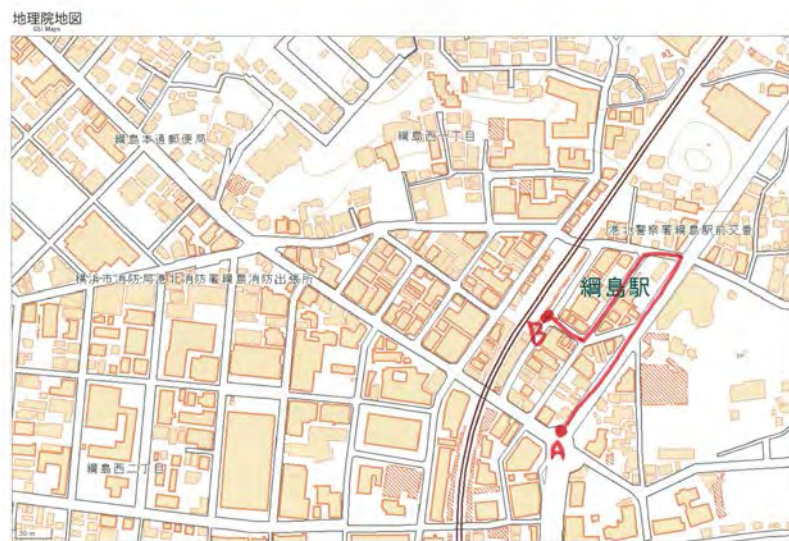 地理院地図
GSI Maps
綱島本通郵便局
綱島西一丁目
港北警察署綱島駅前交番
横浜市消防局港北消防署綱島消防出張所
綱島駅
B
A
綱島西二丁目